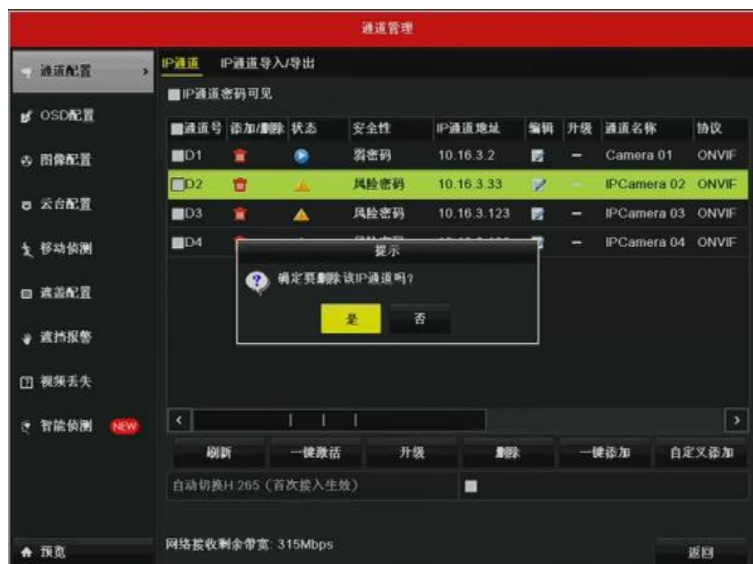 通道管理
通道配置
OSD配置
图像配置
云台配置
移动侦测
遮盖配置
遮挡报警
视频丢失
智能侦测 NEW
预览
IP通道 IP通道导入/导出
IP通道密码可见
通道号 添加/删除 状态 安全性 IP通道地址 编辑 升级 通道名称 协议
D1 弱密码 10.16.3.2 Camera 01 ONVIF
D2 风险密码 10.16.3.33 IPCamera 02 ONVIF
D3 风险密码 10.16.3.123 IPCamera 03 ONVIF
D4 IPCamera 04 ONVIF
提示
确定要删除该IP通道吗?
是 否
刷新 一键激活 升级 删除 一键添加 自定义添加
自动切换H.265（首次接入生效）
网络接收剩余带宽: 315Mbps
返回